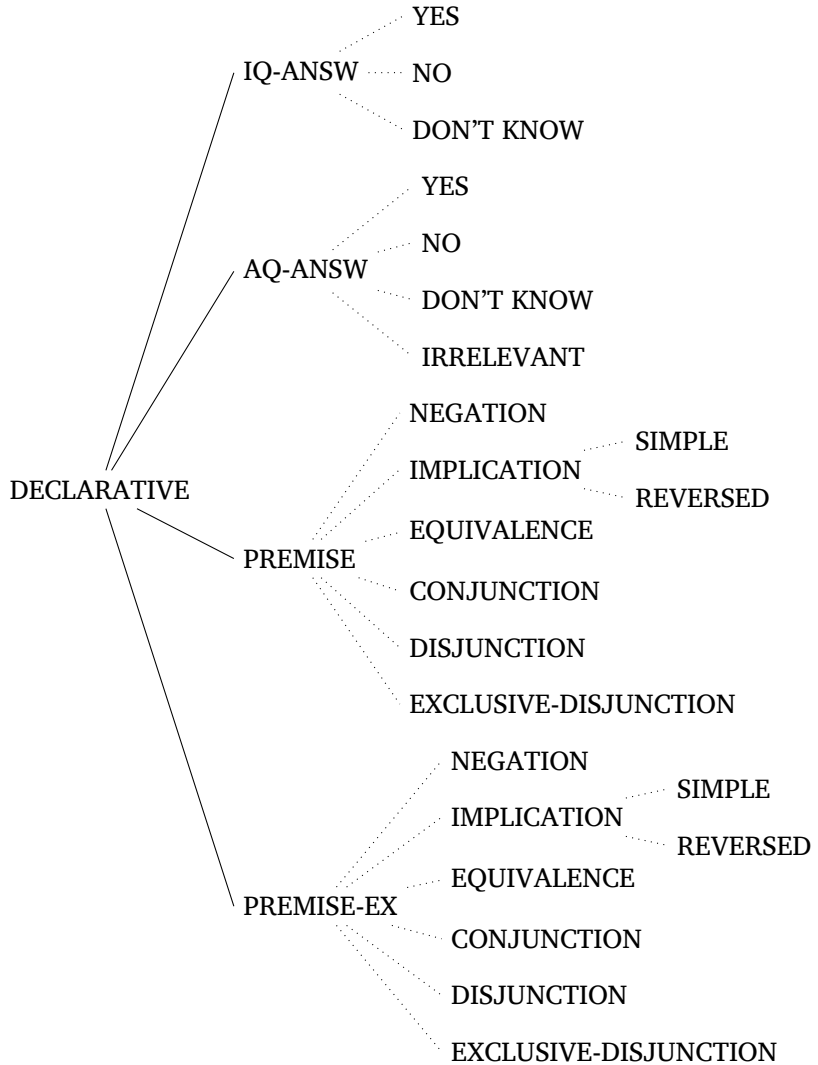 YES
IQ-ANSW
NO
DON'T KNOW
YES
NO
AQ-ANSW
DON'T KNOW
IRRELEVANT
NEGATION
SIMPLE
IMPLICATION
DECLARATIVE
REVERSED
EQUIVALENCE
PREMISE
CONJUNCTION
DISJUNCTION
EXCLUSIVE-DISJUNCTION
NEGATION
SIMPLE
IMPLICATION
REVERSED
EQUIVALENCE
PREMISE-EX
CONJUNCTION
DISJUNCTION
EXCLUSIVE-DISJUNCTION